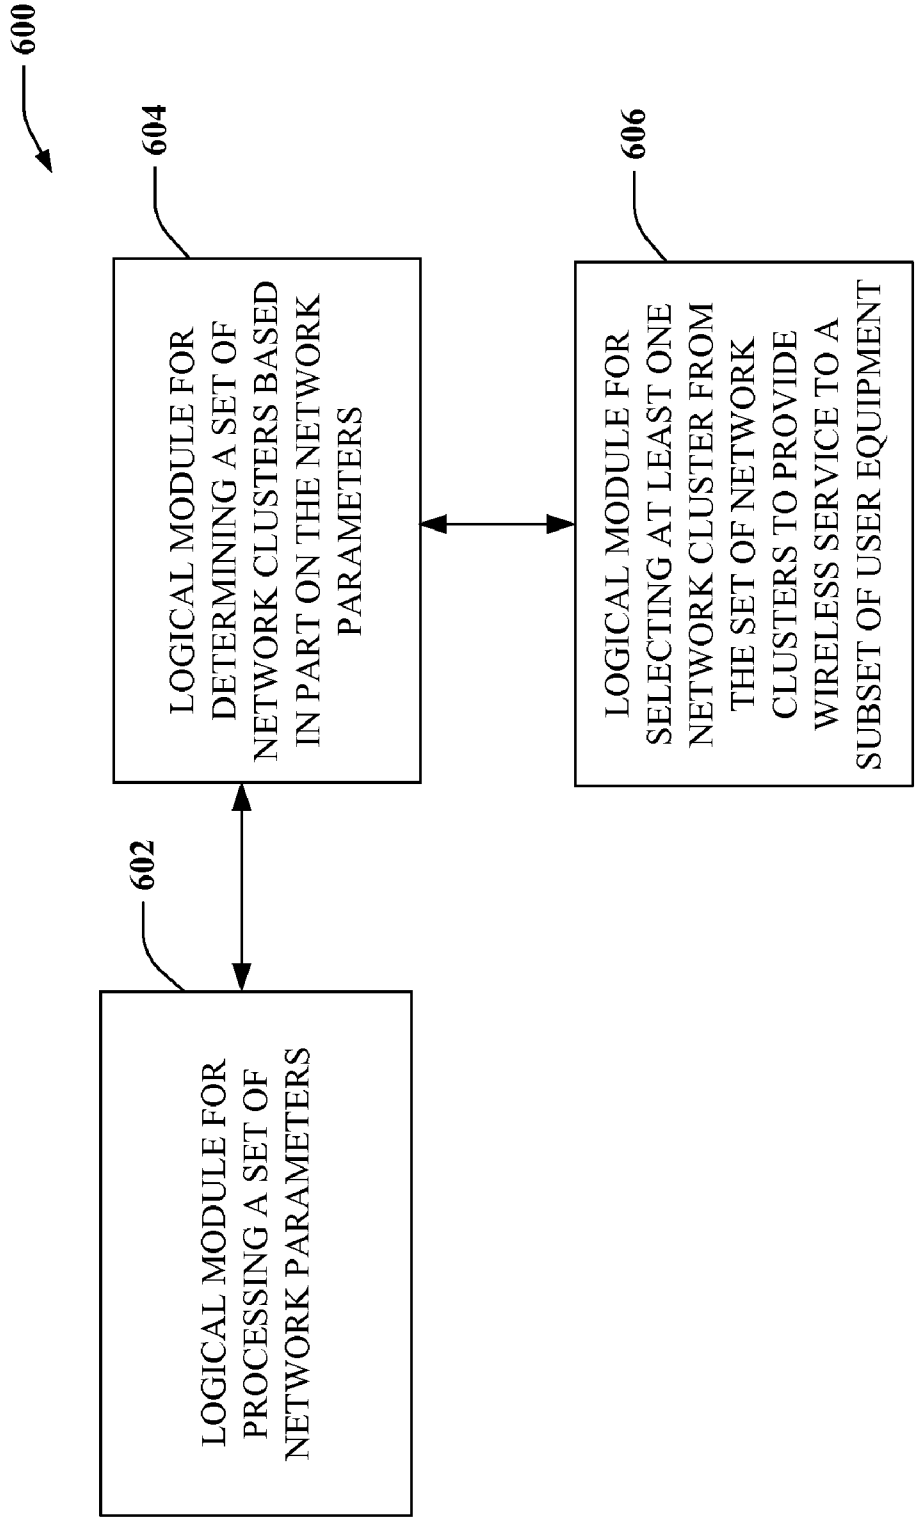 600
602
LOGICAL MODULE FOR
PROCESSING A SET OF
NETWORK PARAMETERS
604
LOGICAL MODULE FOR
DETERMINING A SET OF
NETWORK CLUSTERS BASED
IN PART ON THE NETWORK
PARAMETERS
606
LOGICAL MODULE FOR
SELECTING AT LEAST ONE
NETWORK CLUSTER FROM
THE SET OF NETWORK
CLUSTERS TO PROVIDE
WIRELESS SERVICE TO A
SUBSET OF USER EQUIPMENT